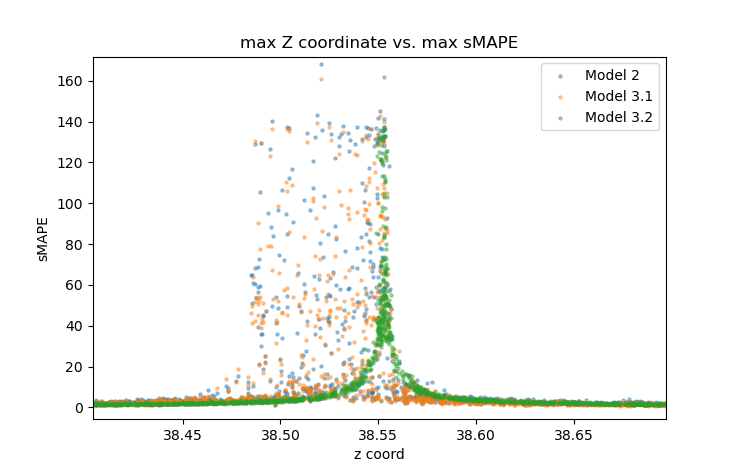 max Z coordinate vs. max sMAPE
160
140
120
100
80
60
40
20
0
sMAPE
Model 2
Model 3.1
Model 3.2
38.45
38.50
38.55
38.60
38.65
z coord